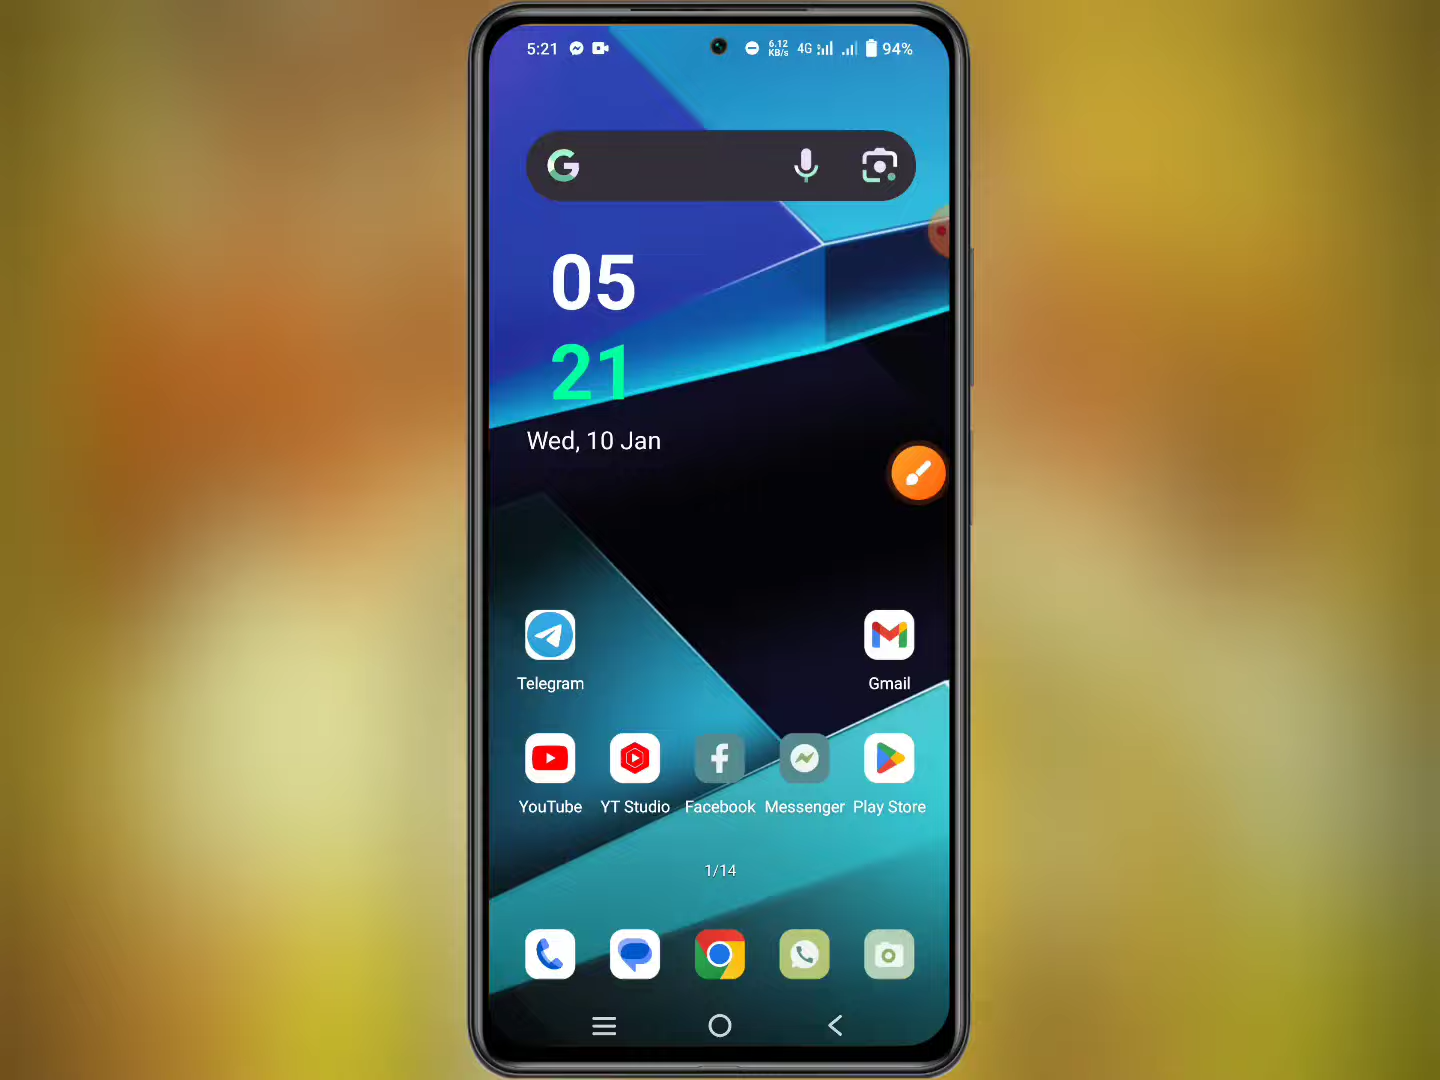 5:21 6.12 KB/s 4G 94%
05
21
Wed, 10 Jan
Telegram Gmail
YouTube YT Studio Facebook Messenger Play Store
1/14